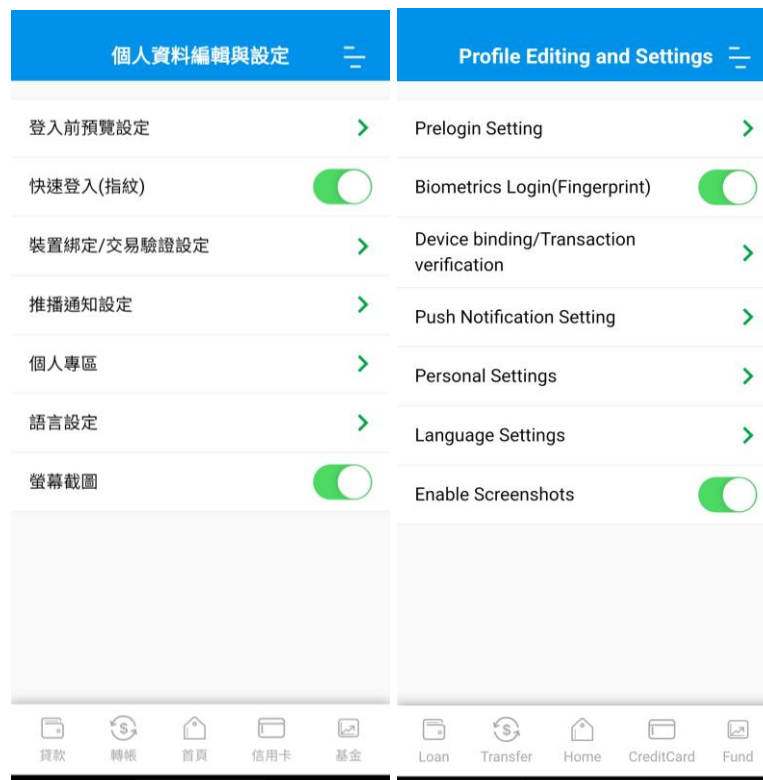 個人資料編輯與設定
登入前預覽設定
快速登入(指紋)
裝置綁定/交易驗證設定
推播通知設定
個人專區
語言設定
螢幕截圖
貸款
轉帳
首頁
信用卡
基金
Profile Editing and Settings
Prelogin Setting
Biometrics Login(Fingerprint)
Device binding/Transaction
verification
Push Notification Setting
Personal Settings
Language Settings
Enable Screenshots
Loan
Transfer
Home
CreditCard
Fund